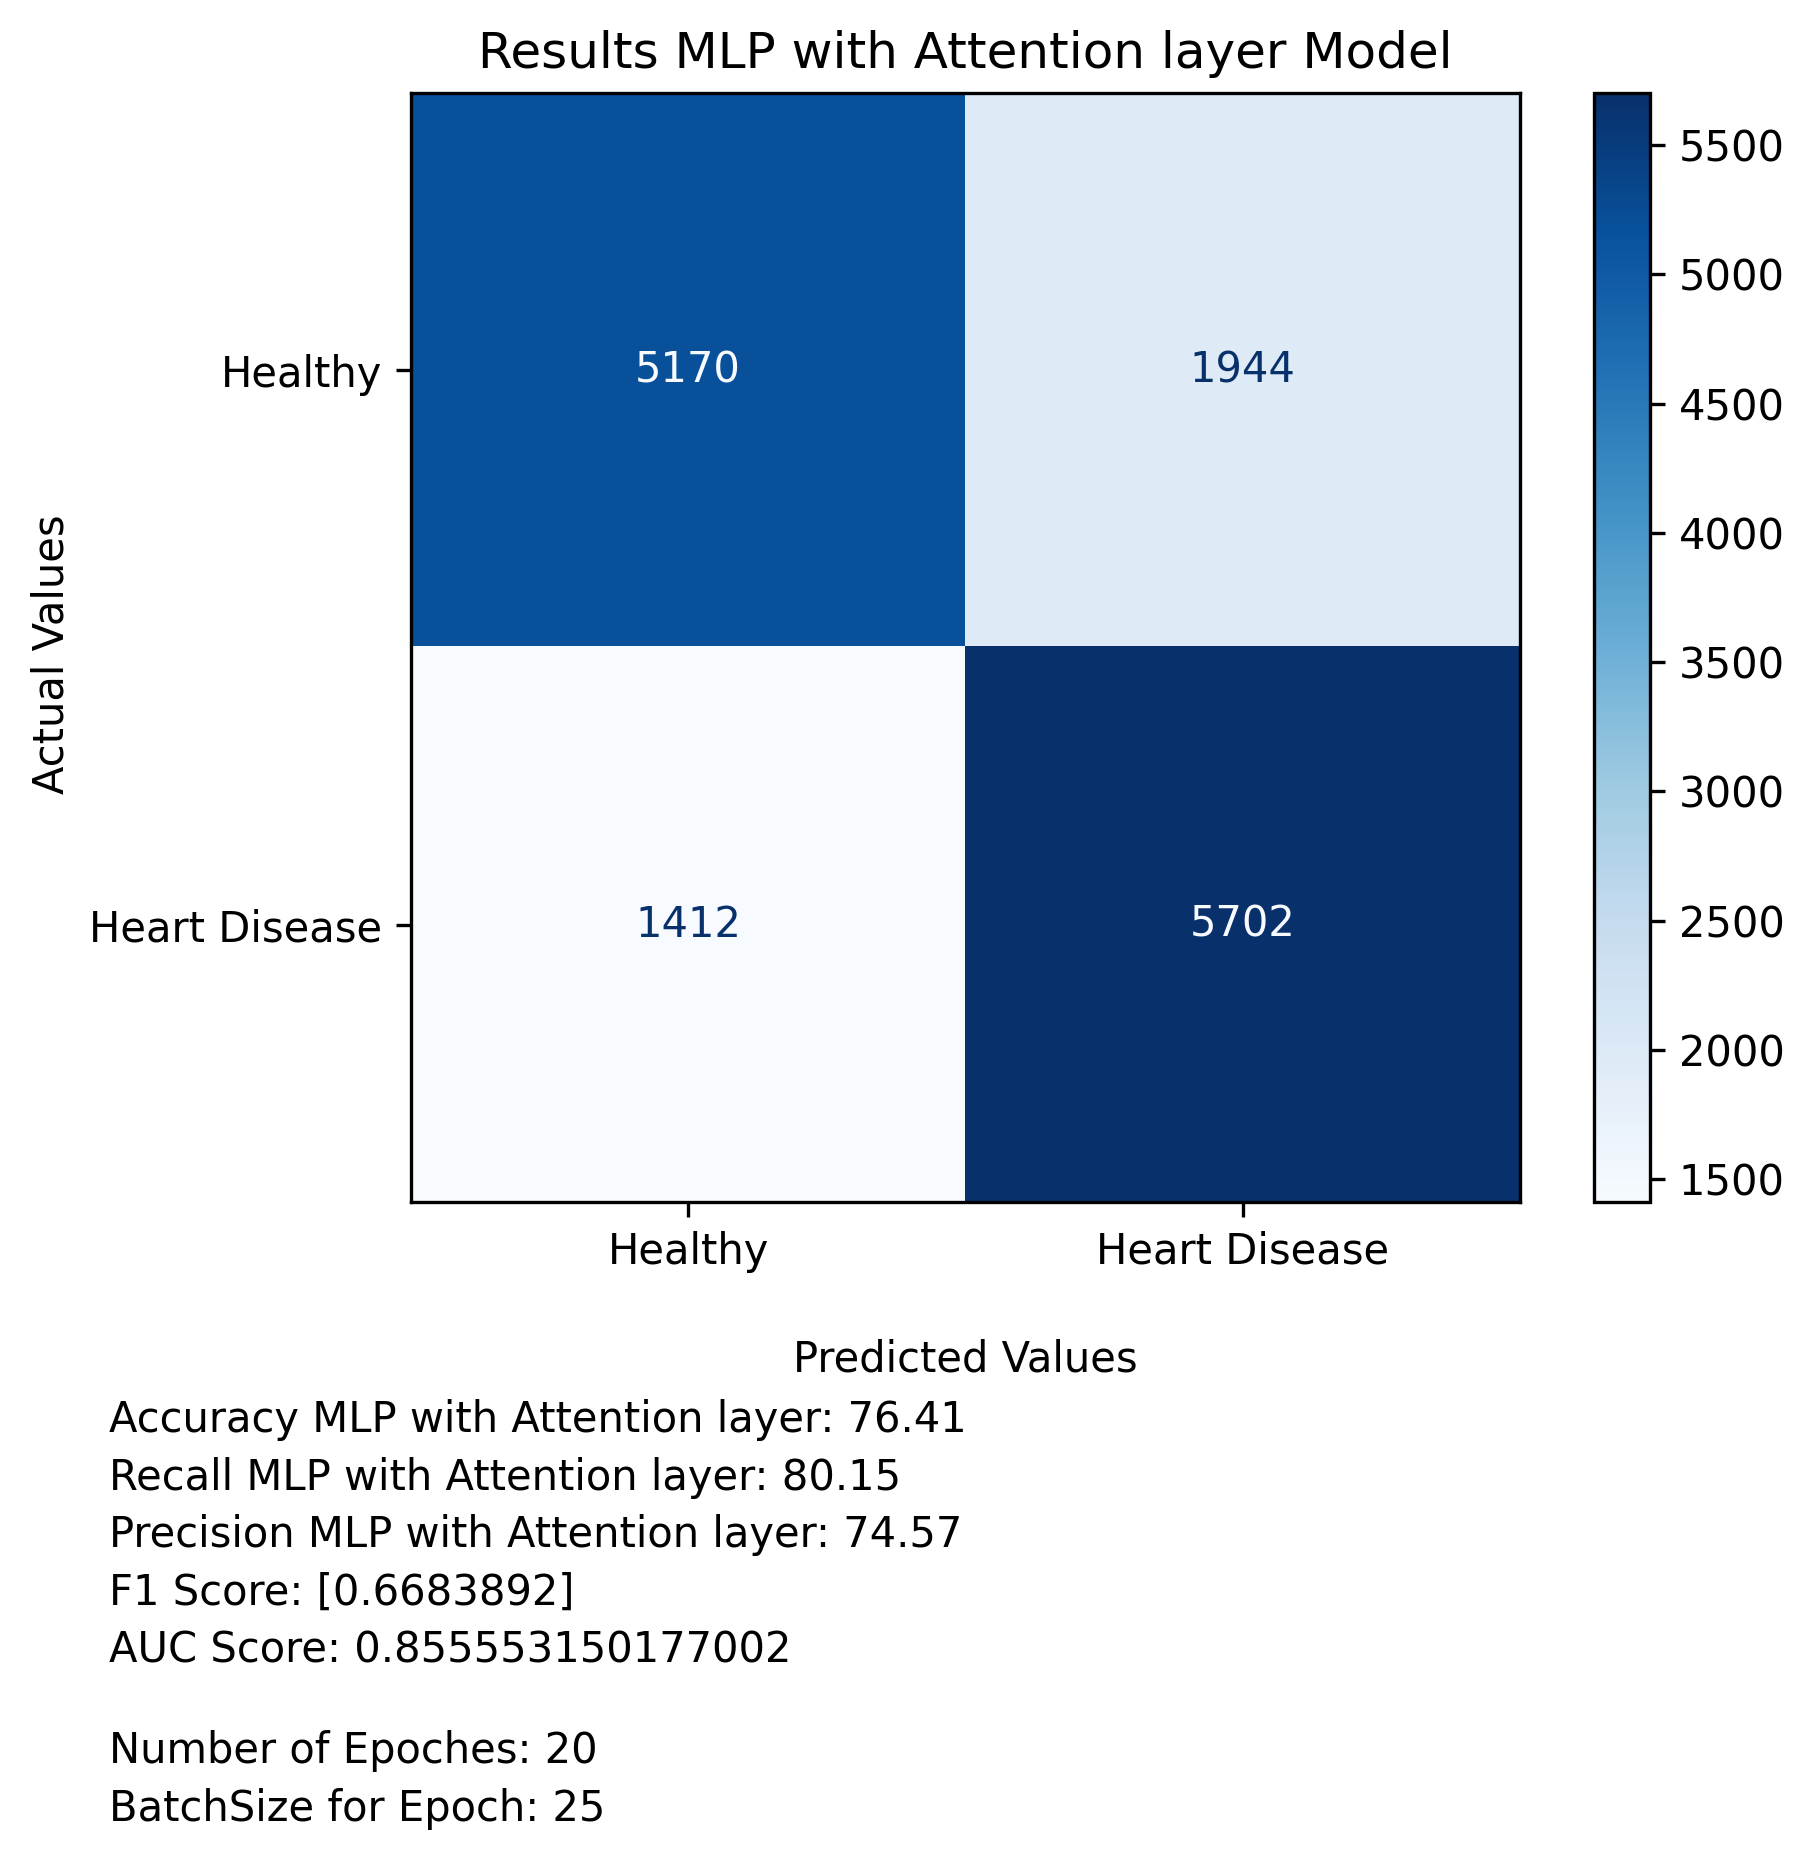 Results MLP with Attention layer Model
5500
5000
4500
4000
3500
3000
2500
2000
1500
Actual Values
Healthy
5170
1944
Heart Disease
1412
5702
Healthy
Heart Disease
Predicted Values
Accuracy MLP with Attention layer: 76.41
Recall MLP with Attention layer: 80.15
Precision MLP with Attention layer: 74.57
F1 Score: [0.6683892]
AUC Score: 0.855553150177002
Number of Epoches: 20
BatchSize for Epoch: 25